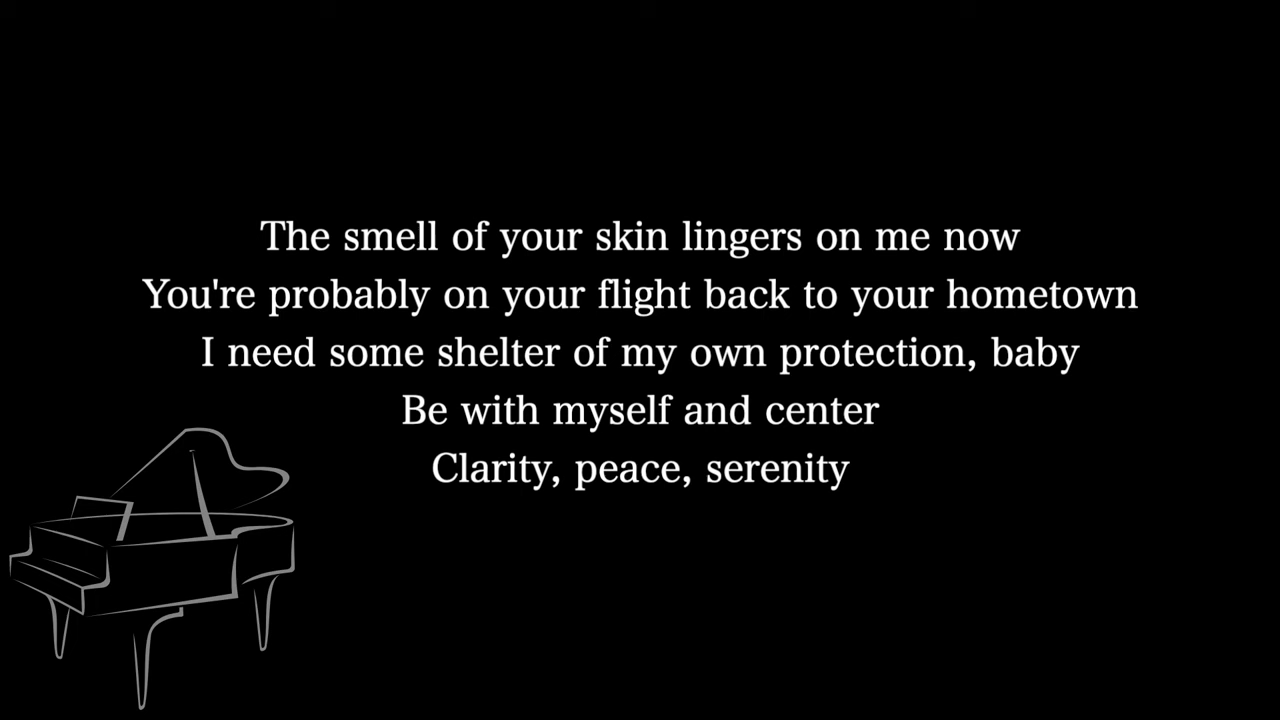 The smell of your skin lingers on me now
You're probably on your flight back to your hometown
I need some shelter of my own protection, baby
Be with myself and center
Clarity, peace, serenity